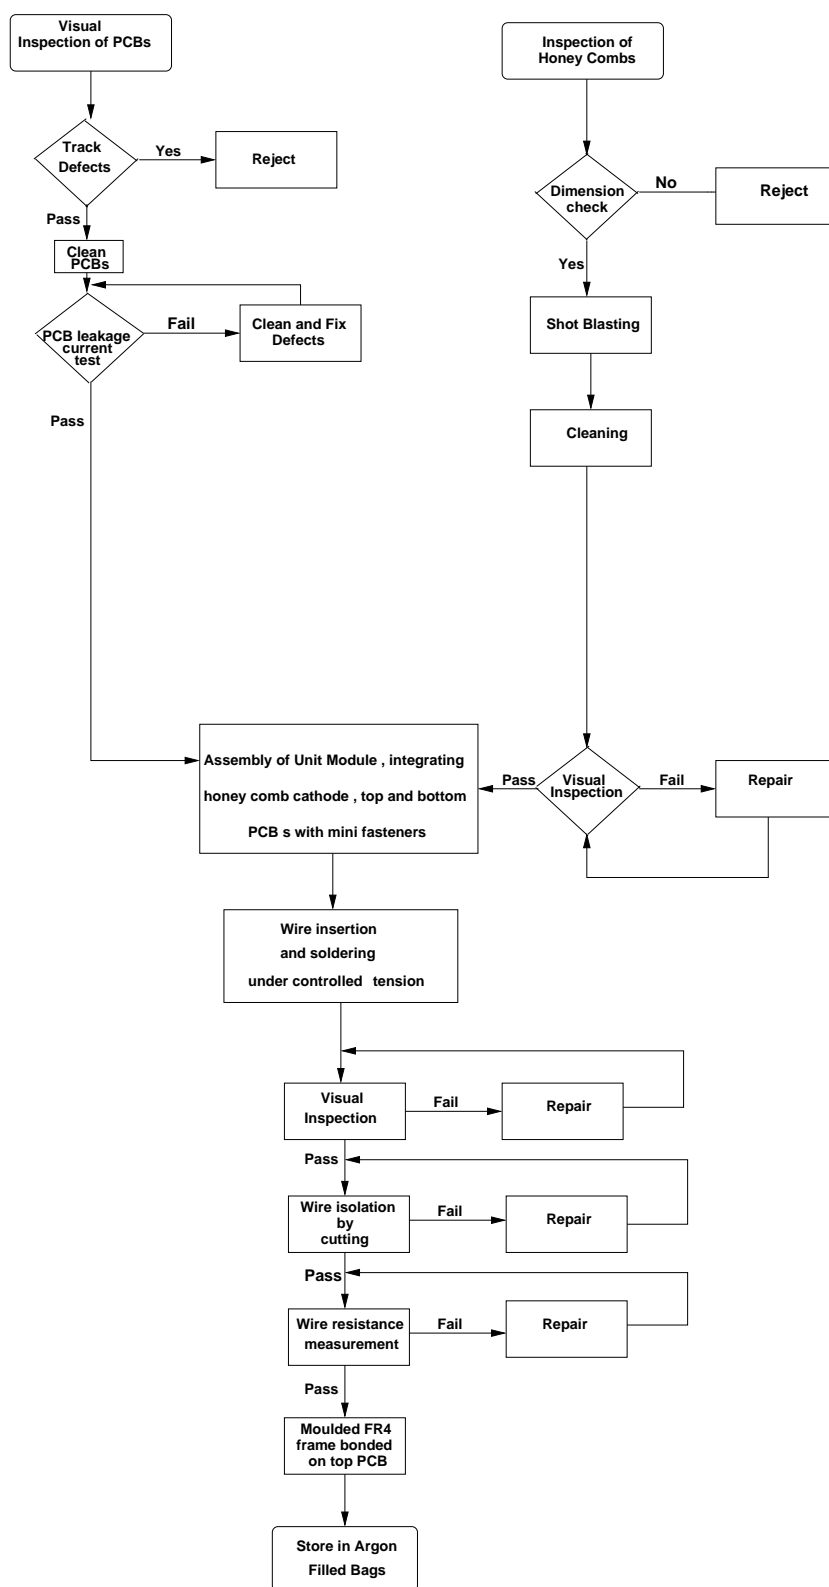 Visual
Inspection of PCBs
Track
Defects
Yes
Reject
Pass
Clean
PCBs
PCB leakage
current
test
Fail
Clean and Fix
Defects
Pass
Inspection of
Honey Combs
Dimension
check
No
Reject
Yes
Shot Blasting
Cleaning
Visual
Inspection
Fail
Repair
Pass
Assembly of Unit Module , integrating
honey comb cathode , top and bottom
PCB s with mini fasteners
Wire insertion
and soldering
under controlled tension
Visual
Inspection
Fail
Repair
Pass
Wire isolation
by
cutting
Fail
Repair
Pass
Wire resistance
measurement
Fail
Repair
Pass
Moulded FR4
frame bonded
on top PCB
Store in Argon
Filled Bags